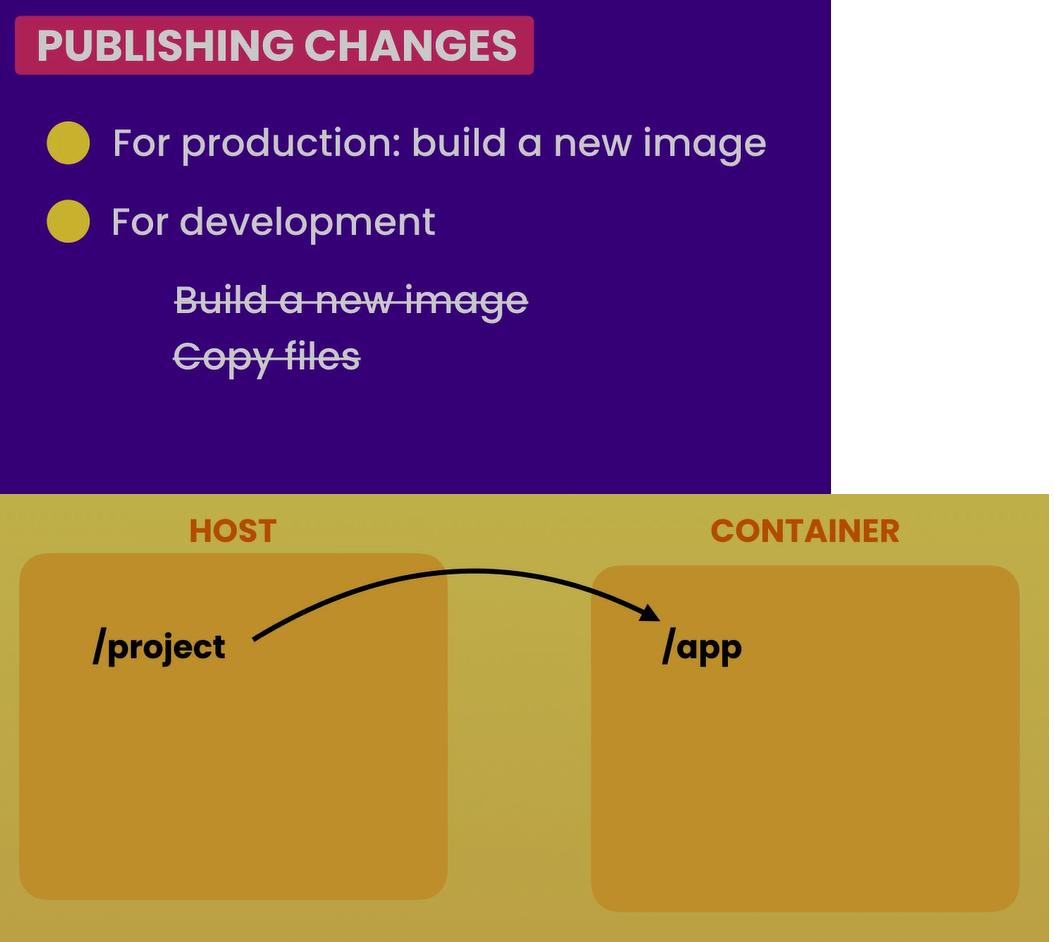 PUBLISHING CHANGES
For production: build a new image
For development
Build a new image
Copy files
HOST
CONTAINER
/project
/app